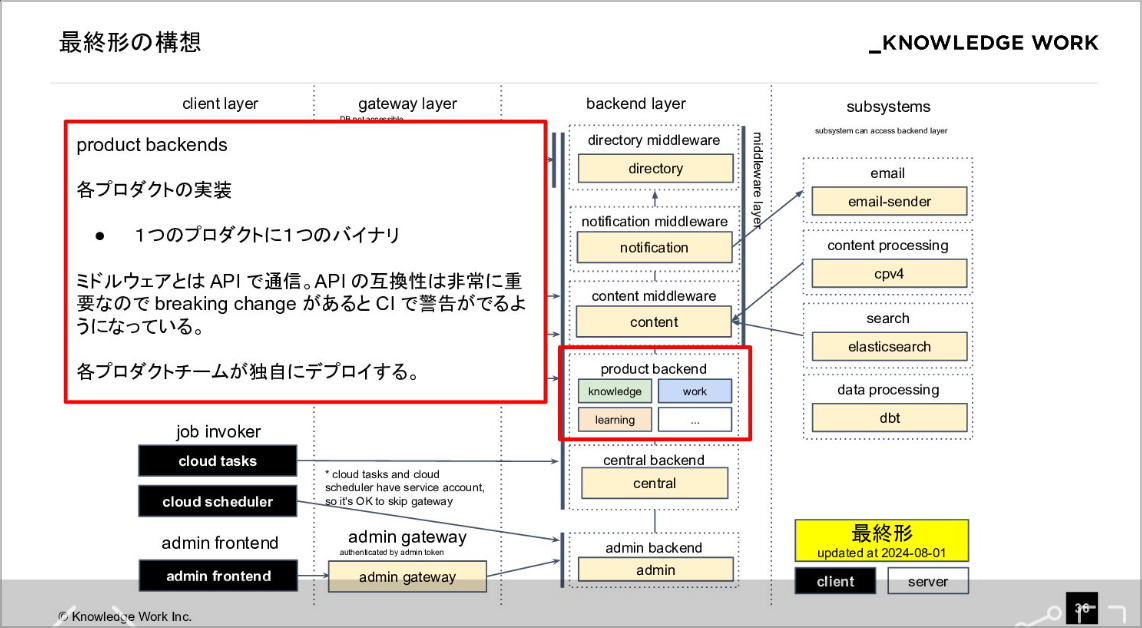 最終形の構想
_KNOWLEDGE WORK
client layer
gateway layer
backend layer
subsystems
subsystem can access backend layer
product backends
各プロダクトの実装
● 1つのプロダクトに1つのバイナリ
ミドルウェアとは API で通信。API の互換性は非常に重
要なので breaking change があると CI で警告がでるよ
うになっている。
各プロダクトチームが独自にデプロイする。
directory middleware
directory
middleware layer
notification middleware
notification
content middleware
content
product backend
knowledge
work
learning
...
central backend
central
admin backend
admin
email
email-sender
content processing
cpv4
search
elasticsearch
data processing
dbt
job invoker
cloud tasks
cloud scheduler
* cloud tasks and cloud
scheduler have service account,
so it's OK to skip gateway
admin frontend
admin frontend
admin gateway
authenticated by admin token
admin gateway
最終形
updated at 2024-08-01
client
server
© Knowledge Work Inc.
36